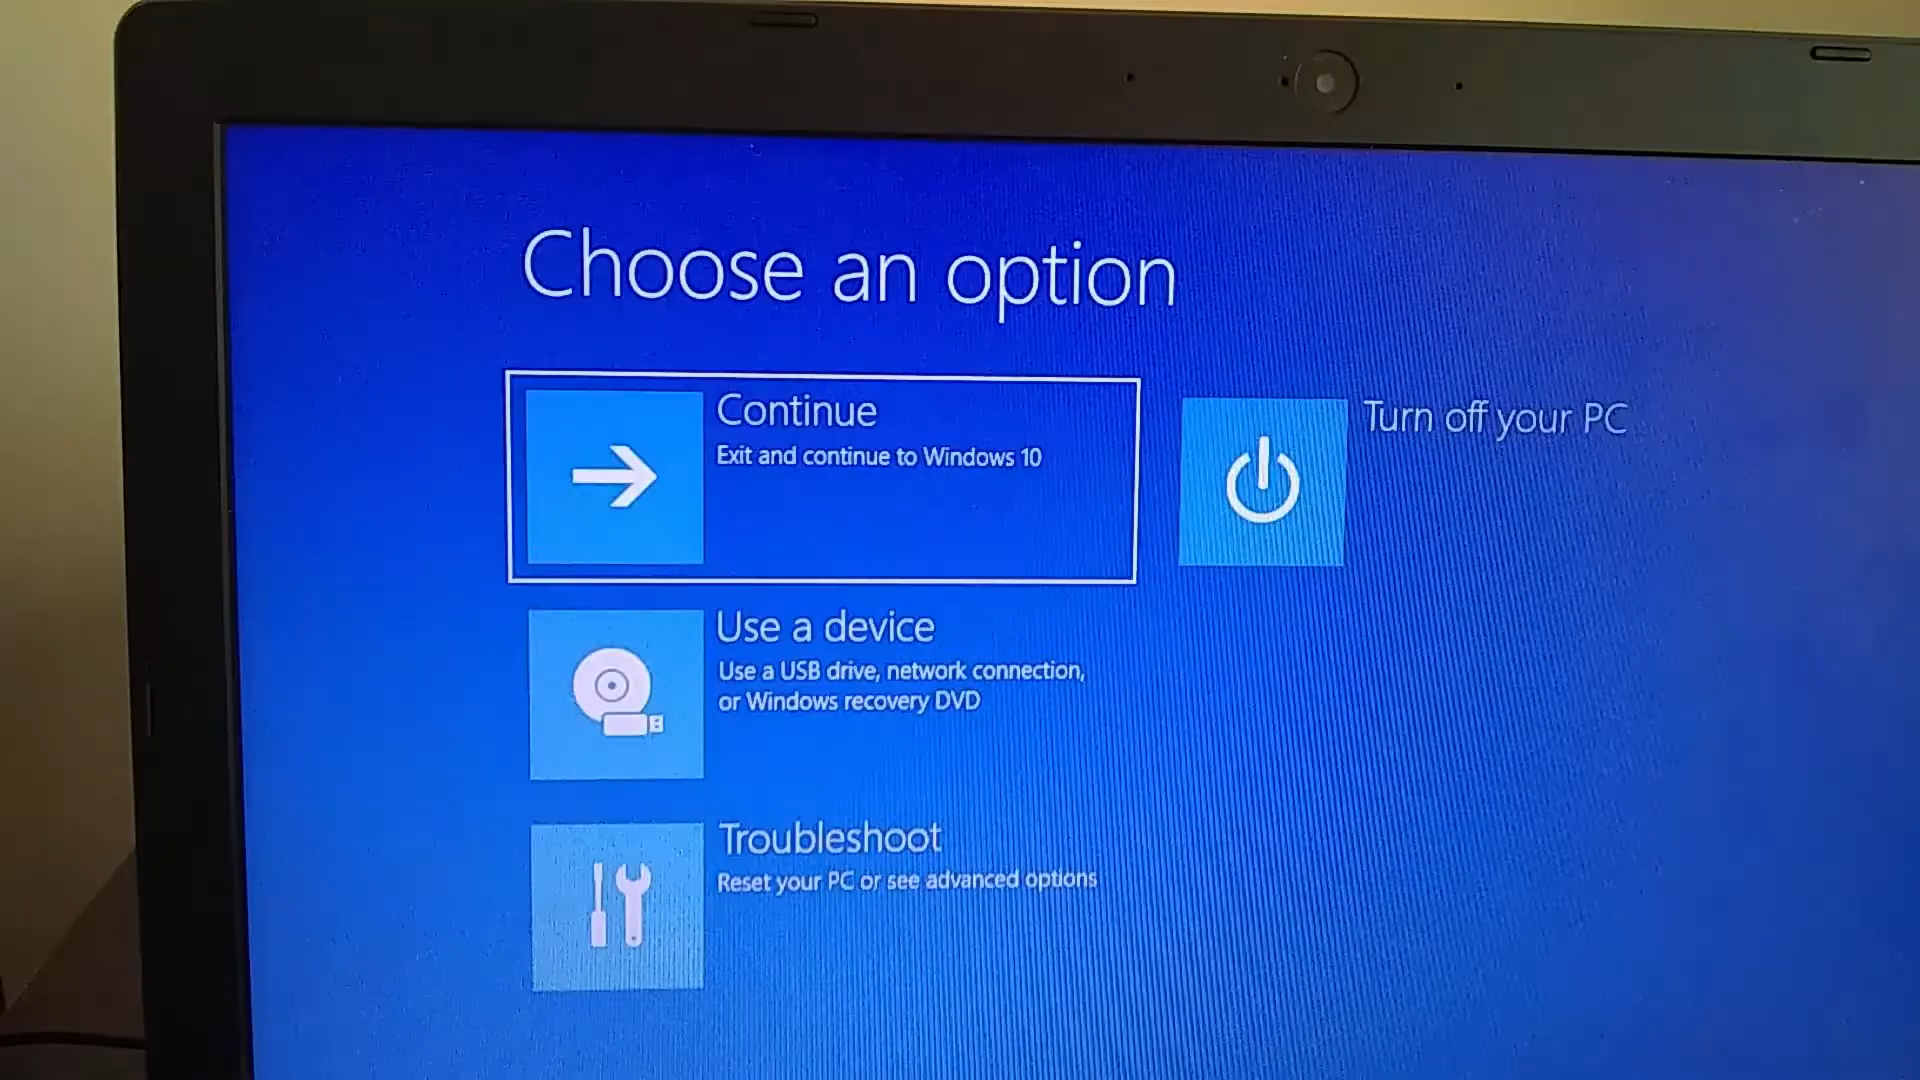 Choose an option
Continue
Exit and continue to Windows 10
Turn off your PC
Use a device
Use a USB drive, network connection,
or Windows recovery DVD
Troubleshoot
Reset your PC or see advanced options